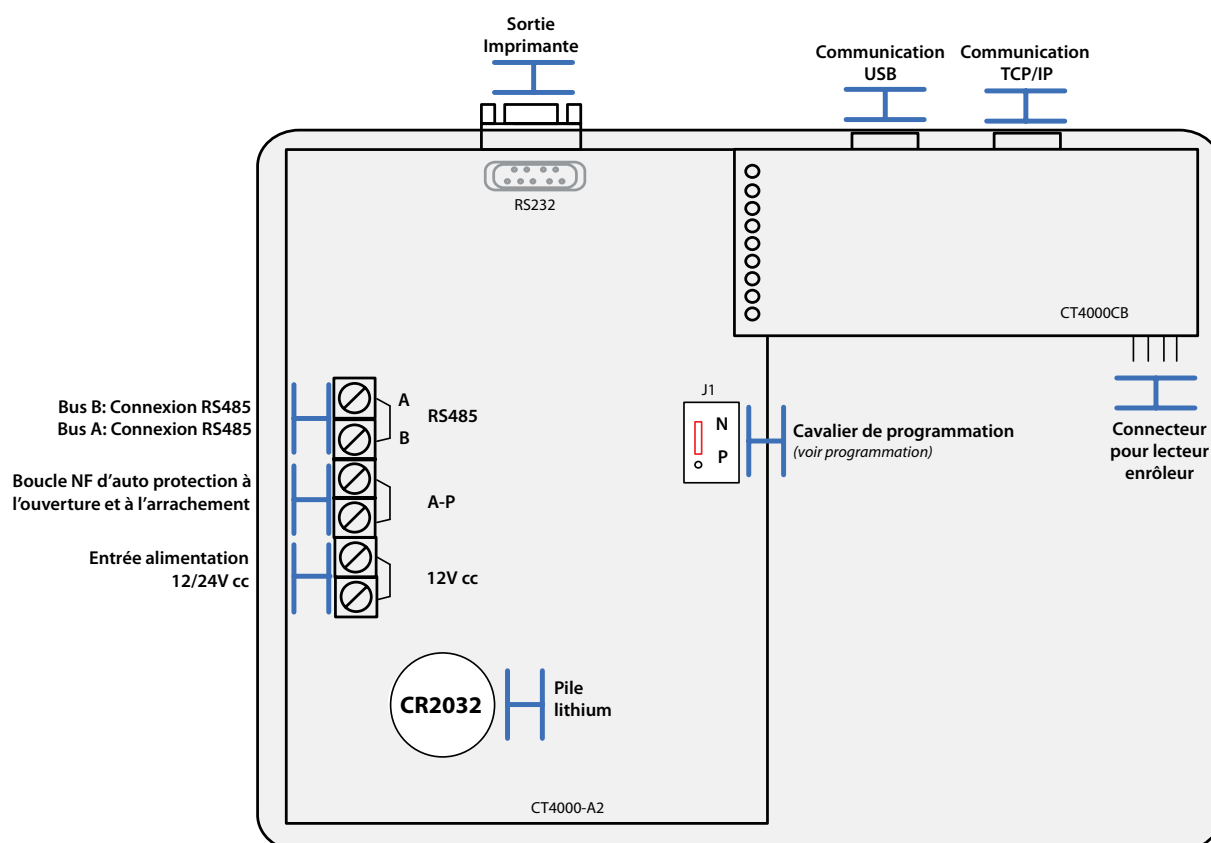 Sortie
Imprimante
Communication
USB
Communication
TCP/IP
RS232
CT4000CB
J1
N
P
Cavalier de programmation
(voir programmation)
Connecteur
pour lecteur
enrôleur
Bus B: Connexion RS485
Bus A: Connexion RS485
A
B
RS485
Boucle NF d’auto protection à
l’ouverture et à l’arrachement
A-P
Entrée alimentation
12/24V cc
12V cc
CR2032
Pile
lithium
CT4000-A2